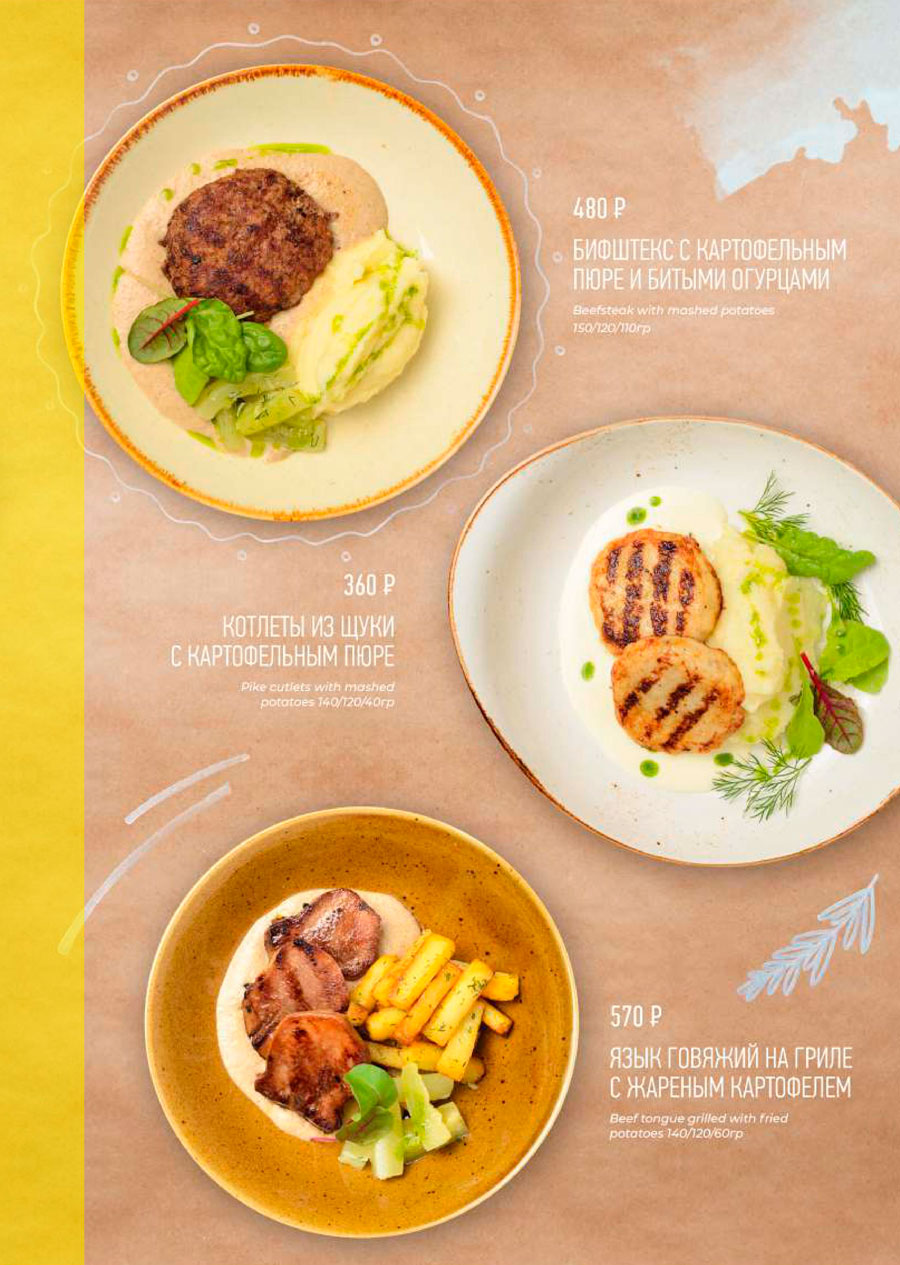 480 ₽
БИФШТЕКС С КАРТОФЕЛЬНЫМ
ПЮРЕ И БИТЫМИ ОГУРЦАМИ
Beefsteak with mashed potatoes
150/120/110гр
360 ₽
КОТЛЕТЫ ИЗ ЩУКИ
С КАРТОФЕЛЬНЫМ ПЮРЕ
Pike cutlets with mashed
potatoes 140/120/40гр
570 ₽
ЯЗЫК ГОВЯЖИЙ НА ГРИЛЕ
С ЖАРЕНЫМ КАРТОФЕЛЕМ
Beef tongue grilled with fried
potatoes 140/120/60гр